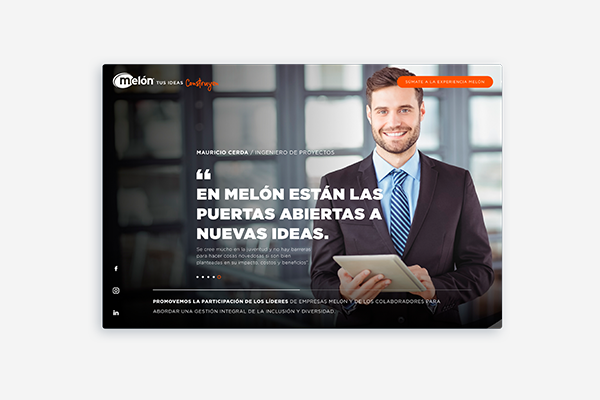 melón TUS IDEAS Construyen
SÚMATE A LA EXPERIENCIA MELÓN
MAURICIO CERDA / INGENIERO DE PROYECTOS
“
EN MELÓN ESTÁN LAS
PUERTAS ABIERTAS A
NUEVAS IDEAS.
Se cree mucho en la juventud y no hay barreras
para hacer cosas novedosas si son bien
planteadas en su impacto, costos y beneficios"
PROMOVEMOS LA PARTICIPACIÓN DE LOS LÍDERES DE EMPRESAS MELÓN Y DE LOS COLABORADORES PARA
ABORDAR UNA GESTIÓN INTEGRAL DE LA INCLUSIÓN Y DIVERSIDAD.